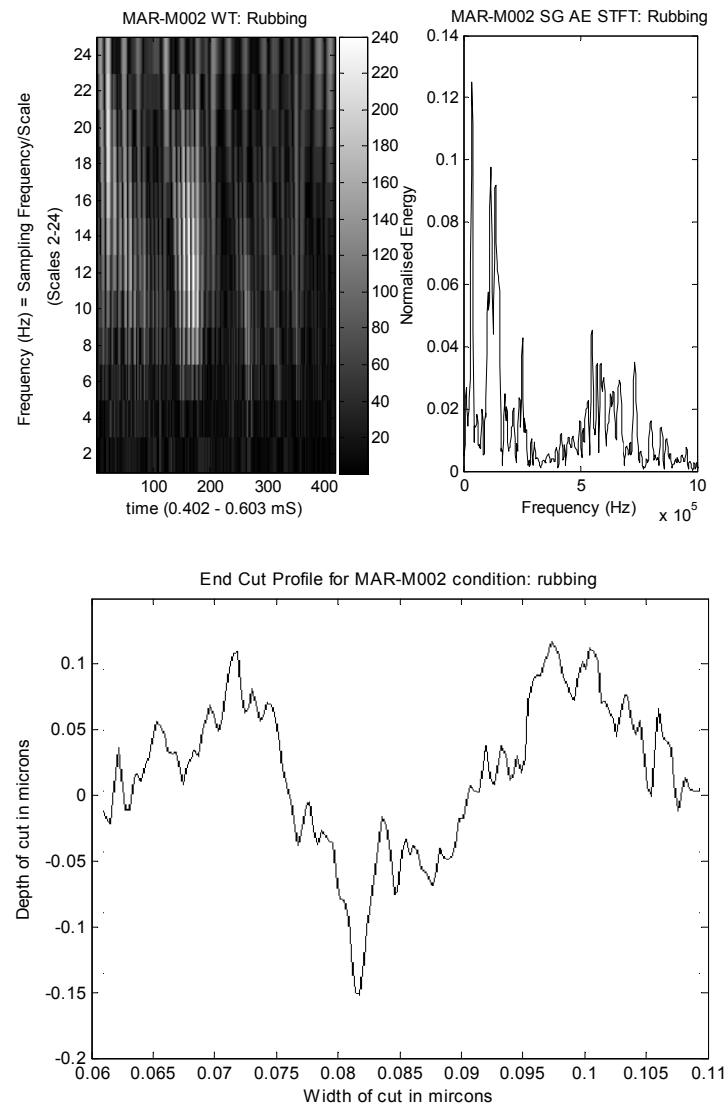 MAR-M002 WT: Rubbing
MAR-M002 SG AE STFT: Rubbing
Frequency (Hz) = Sampling Frequency/Scale
(Scales 2-24)
24
22
20
18
16
14
12
10
8
6
4
2
100 200 300 400
time (0.402 - 0.603 mS)
240
220
200
180
160
140
120
100
80
60
40
20
Normalised Energy
0.14
0.12
0.1
0.08
0.06
0.04
0.02
0
0 5 10
Frequency (Hz)
x 10^5
End Cut Profile for MAR-M002 condition: rubbing
Depth of cut in microns
0.1
0.05
0
-0.05
-0.1
-0.15
-0.2
0.06 0.065 0.07 0.075 0.08 0.085 0.09 0.095 0.1 0.105 0.11
Width of cut in mircons